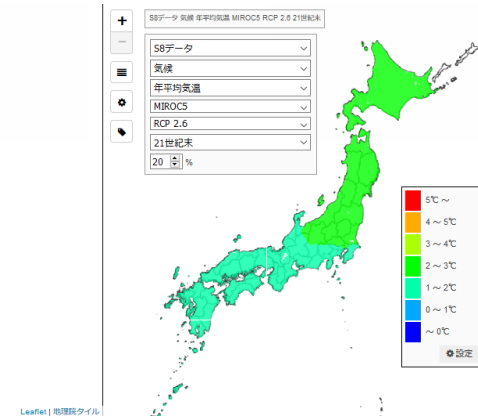 S8データ 気候 年平均気温 MIROC5 RCP 2.6 21世紀末
S8データ
気候
年平均気温
MIROC5
RCP 2.6
21世紀末
20 %
5℃ ～
4 ～ 5℃
3 ～ 4℃
2 ～ 3℃
1 ～ 2℃
0 ～ 1℃
～ 0℃
設定
Leaflet | 地理院タイル